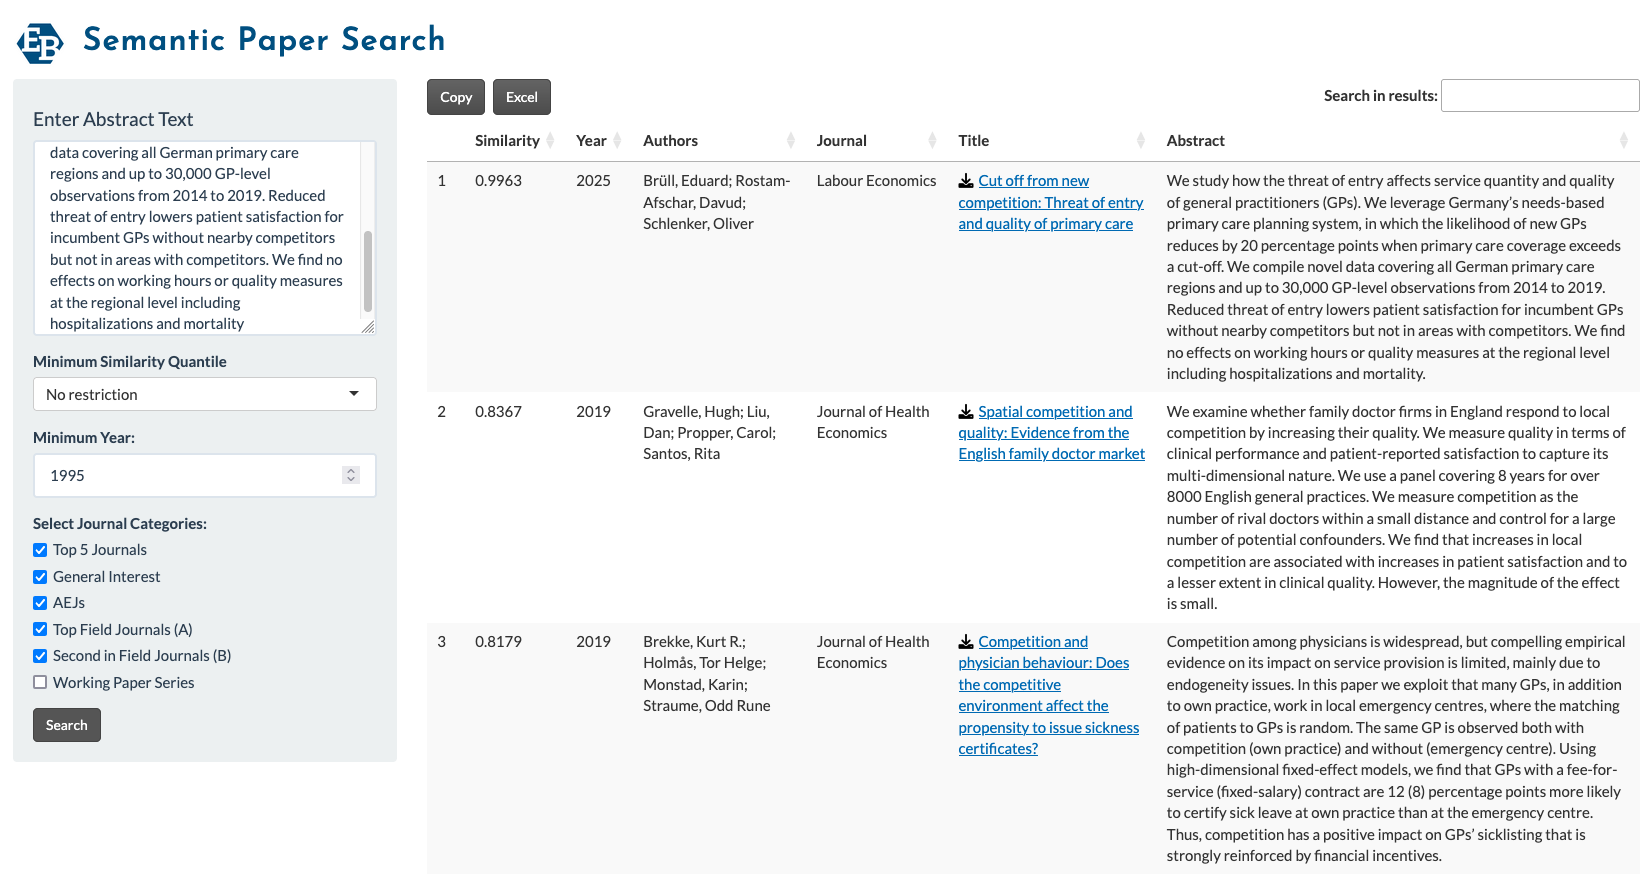 EB
Semantic Paper Search
Enter Abstract Text
data covering all German primary care
regions and up to 30,000 GP-level
observations from 2014 to 2019. Reduced
threat of entry lowers patient satisfaction for
incumbent GPs without nearby competitors
but not in areas with competitors. We find no
effects on working hours or quality measures
at the regional level including
hospitalizations and mortality
Minimum Similarity Quantile
No restriction
Minimum Year:
1995
Select Journal Categories:
Top 5 Journals
General Interest
AEJs
Top Field Journals (A)
Second in Field Journals (B)
Working Paper Series
Search
Copy
Excel
Search in results:
Similarity Year Authors Journal Title Abstract
1 0.9963 2025
Brüll, Eduard; Rostam-
Afschar, Davud;
Schlenker, Oliver
Labour Economics
Cut off from new
competition: Threat of entry
and quality of primary care
We study how the threat of entry affects service quantity and quality
of general practitioners (GPs). We leverage Germany's needs-based
primary care planning system, in which the likelihood of new GPs
reduces by 20 percentage points when primary care coverage exceeds
a cut-off. We compile novel data covering all German primary care
regions and up to 30,000 GP-level observations from 2014 to 2019.
Reduced threat of entry lowers patient satisfaction for incumbent GPs
without nearby competitors but not in areas with competitors. We find
no effects on working hours or quality measures at the regional level
including hospitalizations and mortality.
2 0.8367 2019
Gravelle, Hugh; Liu,
Dan; Propper, Carol;
Santos, Rita
Journal of Health
Economics
Spatial competition and
quality: Evidence from the
English family doctor market
We examine whether family doctor firms in England respond to local
competition by increasing their quality. We measure quality in terms of
clinical performance and patient-reported satisfaction to capture its
multi-dimensional nature. We use a panel covering 8 years for over
8000 English general practices. We measure competition as the
number of rival doctors within a small distance and control for a large
number of potential confounders. We find that increases in local
competition are associated with increases in patient satisfaction and to
a lesser extent in clinical quality. However, the magnitude of the effect
is small.
3 0.8179 2019
Brekke, Kurt R.;
Holmås, Tor Helge;
Monstad, Karin;
Straume, Odd Rune
Journal of Health
Economics
Competition and
physician behaviour: Does
the competitive
environment affect the
propensity to issue sickness
certificates?
Competition among physicians is widespread, but compelling empirical
evidence on its impact on service provision is limited, mainly due to
endogeneity issues. In this paper we exploit that many GPs, in addition
to own practice, work in local emergency centres, where the matching
of patients to GPs is random. The same GP is observed both with
competition (own practice) and without (emergency centre). Using
high-dimensional fixed-effect models, we find that GPs with a fee-for-
service (fixed-salary) contract are 12 (8) percentage points more likely
to certify sick leave at own practice than at the emergency centre.
Thus, competition has a positive impact on GPs' sicklisting that is
strongly reinforced by financial incentives.